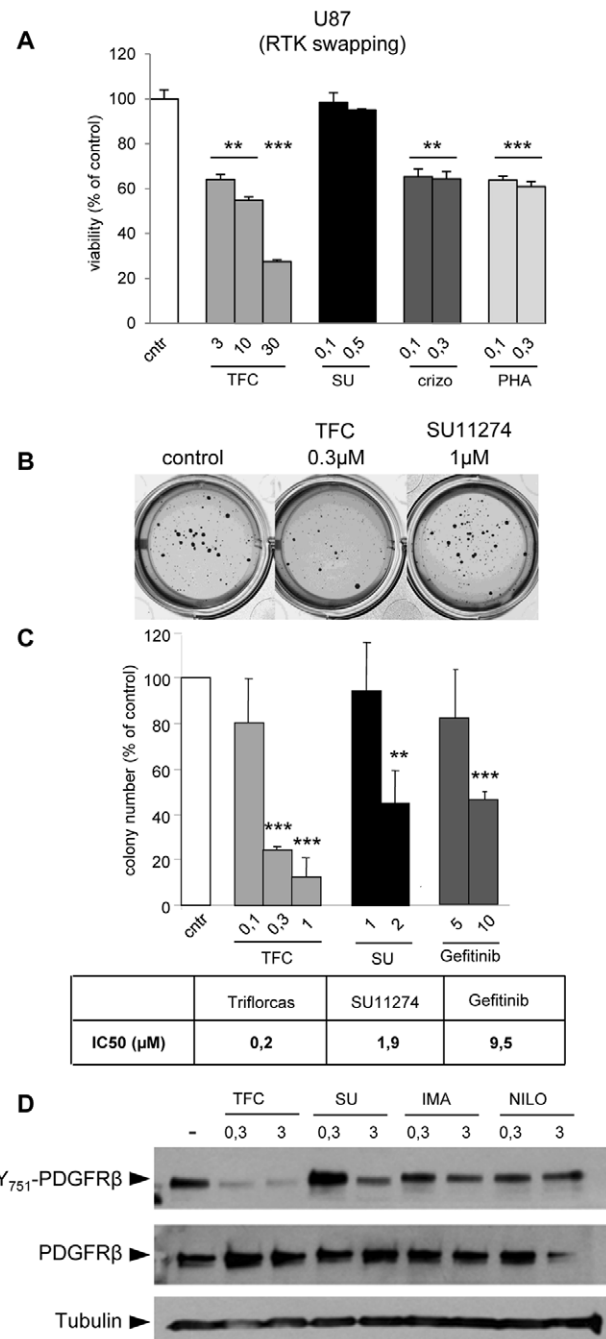 U87
(RTK swapping)
A
viability (% of control)
120
100
80
60
40
20
0
** *** ** ***
cntr 3 10 30 0,1 0,5 0,1 0,3 0,1 0,3
TFC SU crizo PHA
B
control TFC 0.3µM SU11274 1µM
C
colony number (% of control)
120
100
80
60
40
20
0
*** *** ** ***
cntr 0,1 0,3 1 1 2 5 10
TFC SU Gefitinib
Triflorcas SU11274 Gefitinib
IC50 (µM) 0,2 1,9 9,5
D
TFC SU IMA NILO
- 0,3 3 0,3 3 0,3 3 0,3 3
Y751-PDGFRβ
PDGFRβ
Tubulin